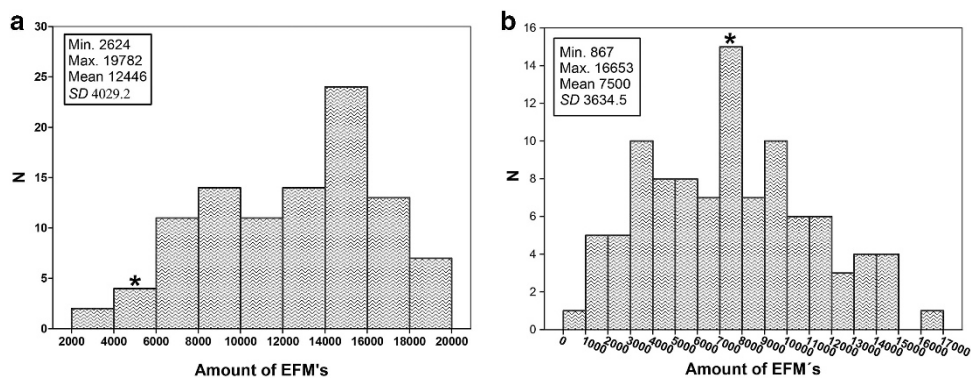 a
Min. 2624
Max. 19782
Mean 12446
SD 4029.2
N
30
25
20
15
10
5
0
*
2000 4000 6000 8000 10000 12000 14000 16000 18000 20000
Amount of EFM's
b
Min. 867
Max. 16653
Mean 7500
SD 3634.5
N
16
14
12
10
8
6
4
2
0
*
0 1000 2000 3000 4000 5000 6000 7000 8000 9000 10000 11000 12000 13000 14000 15000 16000 17000
Amount of EFM´s